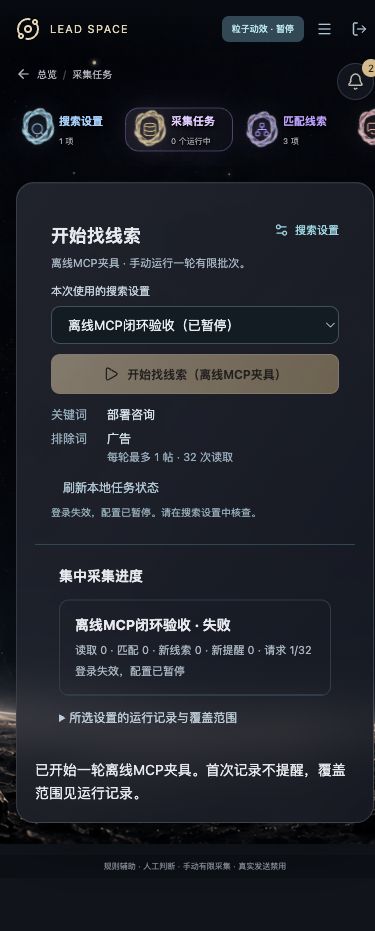 LEAD SPACE
粒子动效 · 暂停
总览 / 采集任务
2
搜索设置
1 项
采集任务
0 个运行中
匹配线索
3 项
开始找线索
搜索设置
离线MCP夹具 · 手动运行一轮有限批次。
本次使用的搜索设置
离线MCP闭环验收（已暂停）
开始找线索（离线MCP夹具）
关键词 部署咨询
排除词 广告
每轮最多 1 帖 · 32 次读取
刷新本地任务状态
登录失效，配置已暂停。请在搜索设置中核查。
集中采集进度
离线MCP闭环验收 · 失败
读取 0 · 匹配 0 · 新线索 0 · 新提醒 0 · 请求 1/32
登录失效，配置已暂停
所选设置的运行记录与覆盖范围
已开始一轮离线MCP夹具。首次记录不提醒，覆盖
范围见运行记录。
规则辅助 · 人工判断 · 手动有限采集 · 真实发送禁用